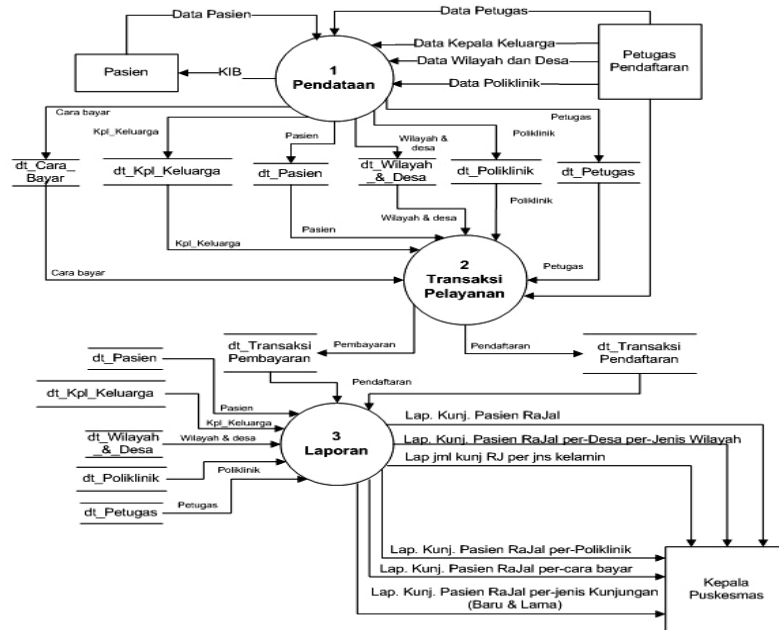 Data Pasien
Data Petugas
Pasien
KIB
1
Pendataan
Data Kepala Keluarga
Data Wilayah dan Desa
Data Poliklinik
Petugas
Pendaftaran
Cara bayar
Kpl_Keluarga
Pasien
Wilayah &
desa
Poliklinik
Petugas
dt_Cara_
Bayar
dt_Kpl_Keluarga
dt_Pasien
dt_Wilayah
_&_Desa
dt_Poliklinik
dt_Petugas
Cara bayar
Kpl_Keluarga
Pasien
Wilayah & desa
Poliklinik
Petugas
2
Transaksi
Pelayanan
dt_Transaksi
Pembayaran
Pembayaran
Pendaftaran
dt_Transaksi
Pendaftaran
Pendaftaran
dt_Pasien
dt_Kpl_Keluarga
dt_Wilayah
_&_Desa
dt_Poliklinik
dt_Petugas
Pasien
Kpl_Keluarga
Wilayah & desa
Poliklinik
Petugas
3
Laporan
Lap. Kunj. Pasien RaJal
Lap. Kunj. Pasien RaJal per-Desa per-Jenis Wilayah
Lap jml kunj RJ per jns kelamin
Lap. Kunj. Pasien RaJal per-Poliklinik
Lap. Kunj. Pasien RaJal per-cara bayar
Lap. Kunj. Pasien RaJal per-jenis Kunjungan
(Baru & Lama)
Kepala
Puskesmas